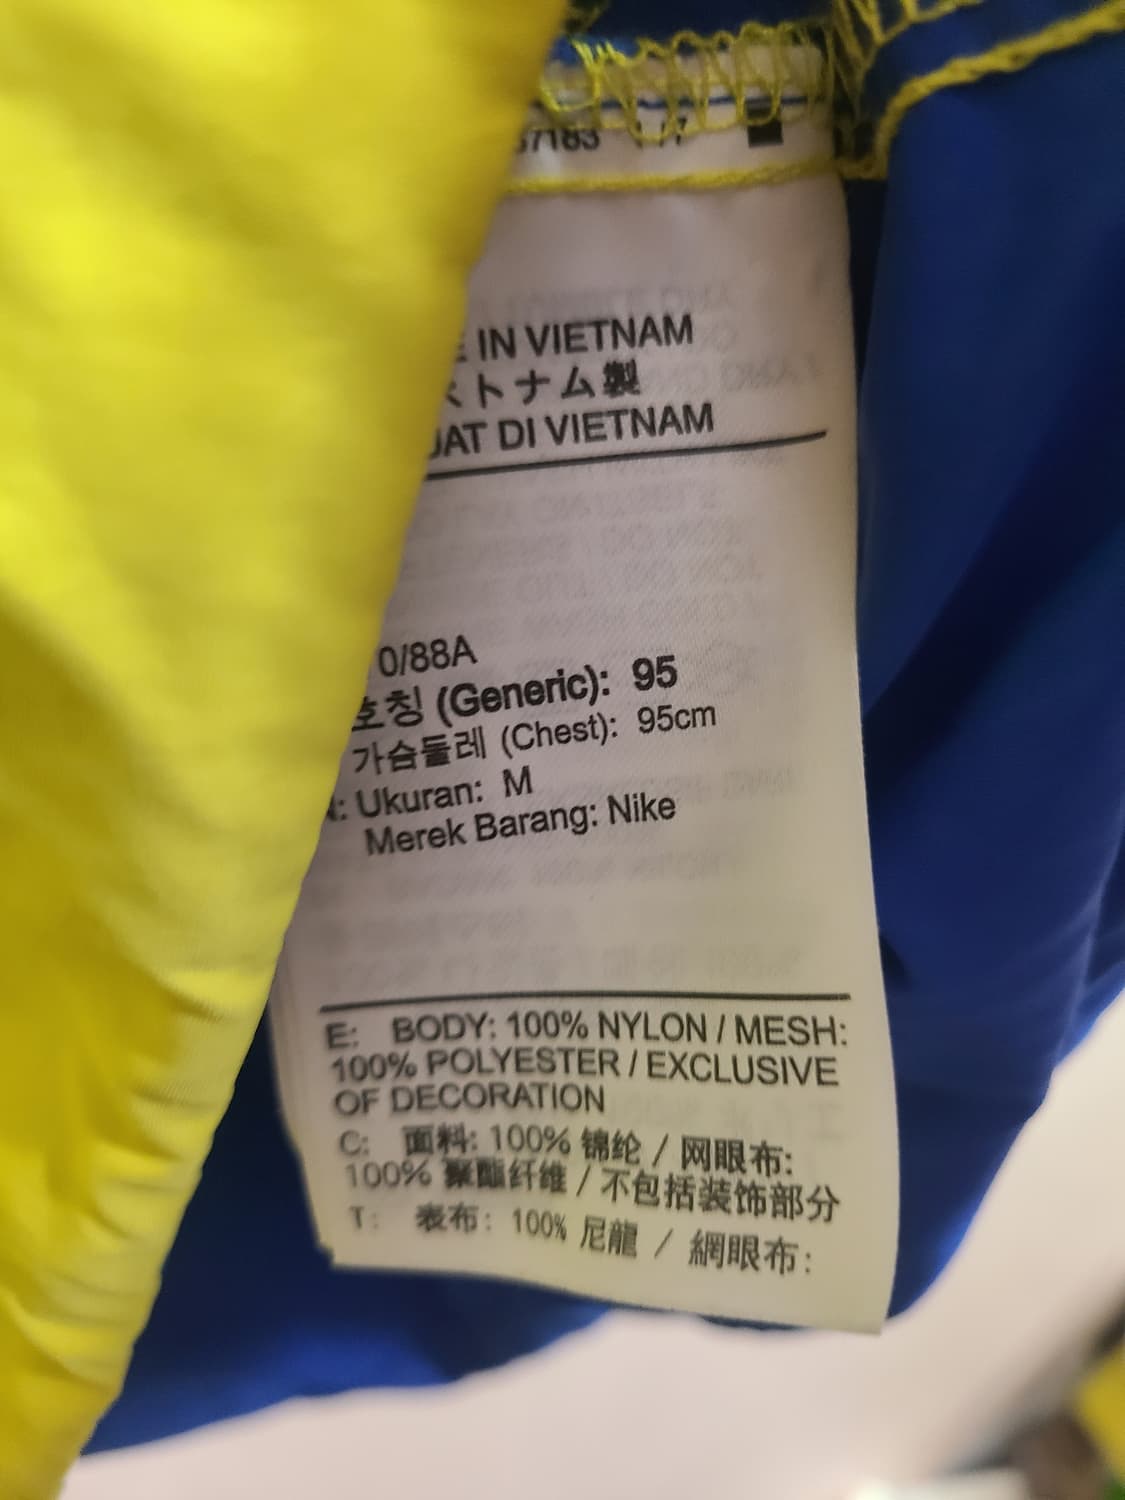 IN VIETNAM
トナム製
DI VIETNAM
0/88A
호칭 (Generic): 95
가슴둘레 (Chest): 95cm
Ukuran: M
Merek Barang: Nike
E: BODY: 100% NYLON / MESH:
100% POLYESTER / EXCLUSIVE
OF DECORATION
C: 面料: 100% 锦纶 / 网眼布:
100% 聚酯纤维 / 不包括装饰部分
T: 表布: 100% 尼龍 / 網眼布: